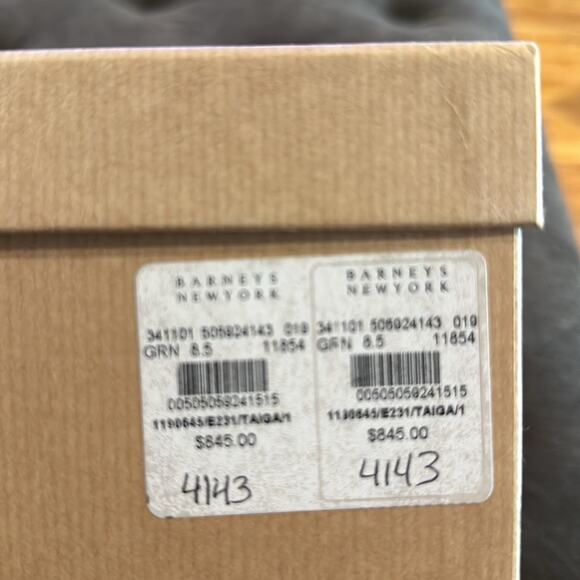 BARNEYS
NEW YORK
341101 505924143 019
GRN 8.5 11854
00505059241515
1190645/E231/TAIGA/1
$845.00
4143
BARNEYS
NEW YORK
341101 505924143 019
GRN 8.5 11854
00505059241515
1190645/E231/TAIGA/1
$845.00
4143